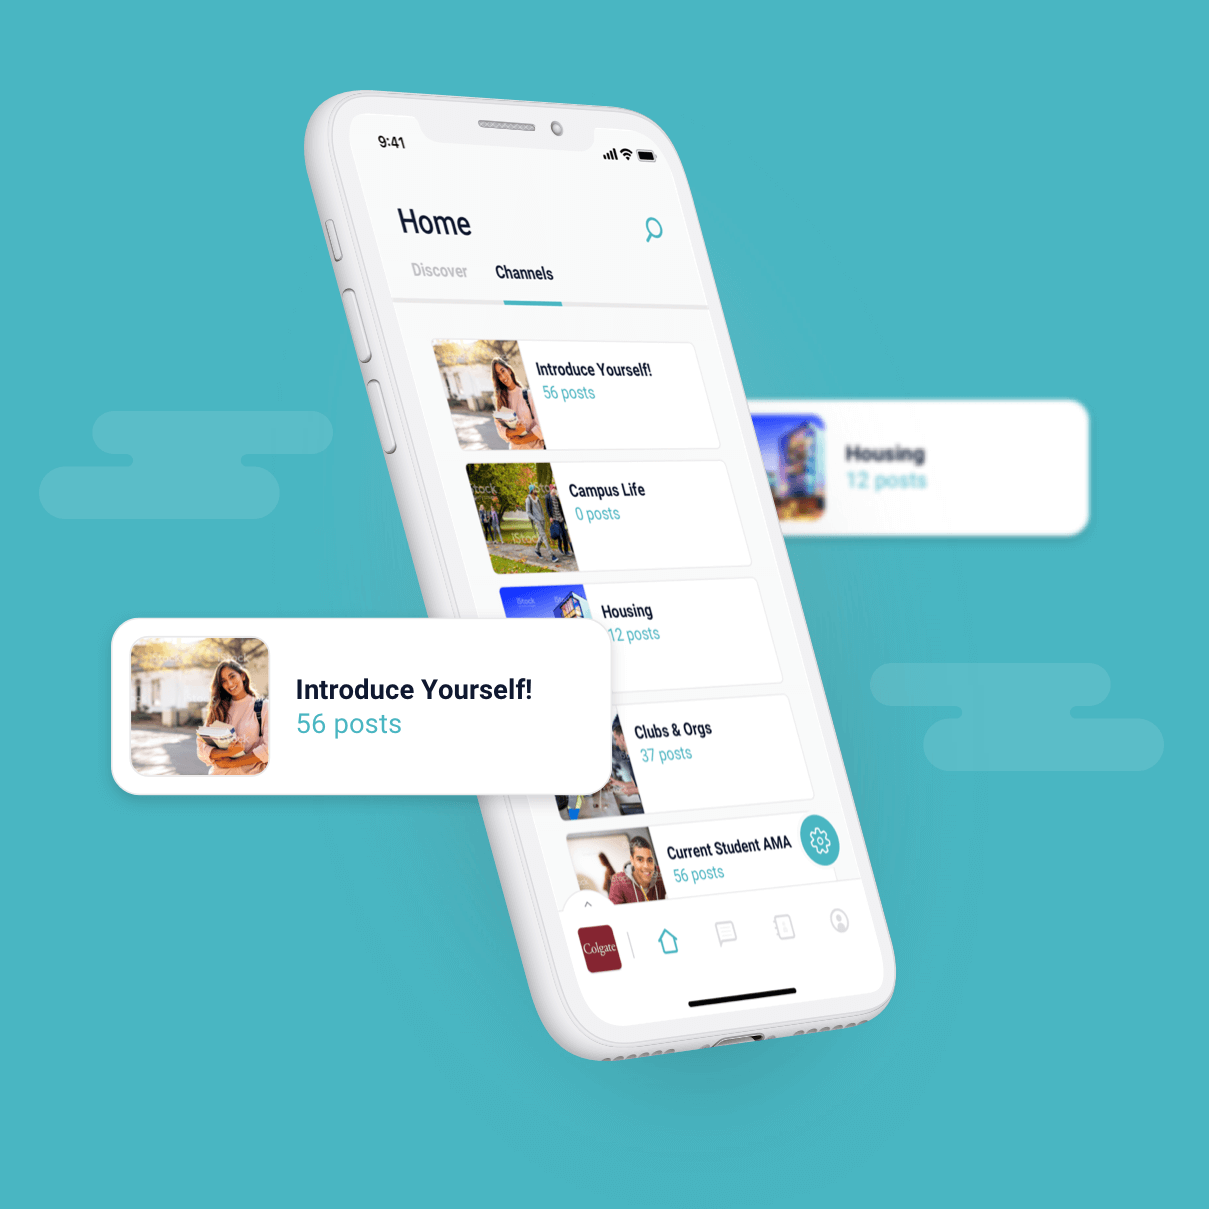 9:41
Home
Discover
Channels
Introduce Yourself!
56 posts
Campus Life
0 posts
iStock
Housing
12 posts
Housing
12 posts
Introduce Yourself!
56 posts
Clubs & Orgs
37 posts
Current Student AMA
56 posts
Colgate